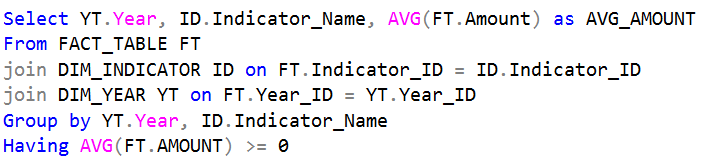 Select YT.Year, ID.Indicator_Name, AVG(FT.Amount) as AVG_AMOUNT
From FACT_TABLE FT
join DIM_INDICATOR ID on FT.Indicator_ID = ID.Indicator_ID
join DIM_YEAR YT on FT.Year_ID = YT.Year_ID
Group by YT.Year, ID.Indicator_Name
Having AVG(FT.AMOUNT) >= 0